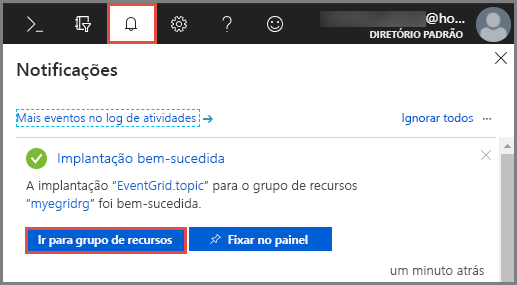 @ho...
DIRETÓRIO PADRÃO
Notificações
Mais eventos no log de atividades → Ignorar todos ...
Implantação bem-sucedida
A implantação “EventGrid.topic” para o grupo de recursos
“myegridrg” foi bem-sucedida.
Ir para grupo de recursos Fixar no painel
um minuto atrás